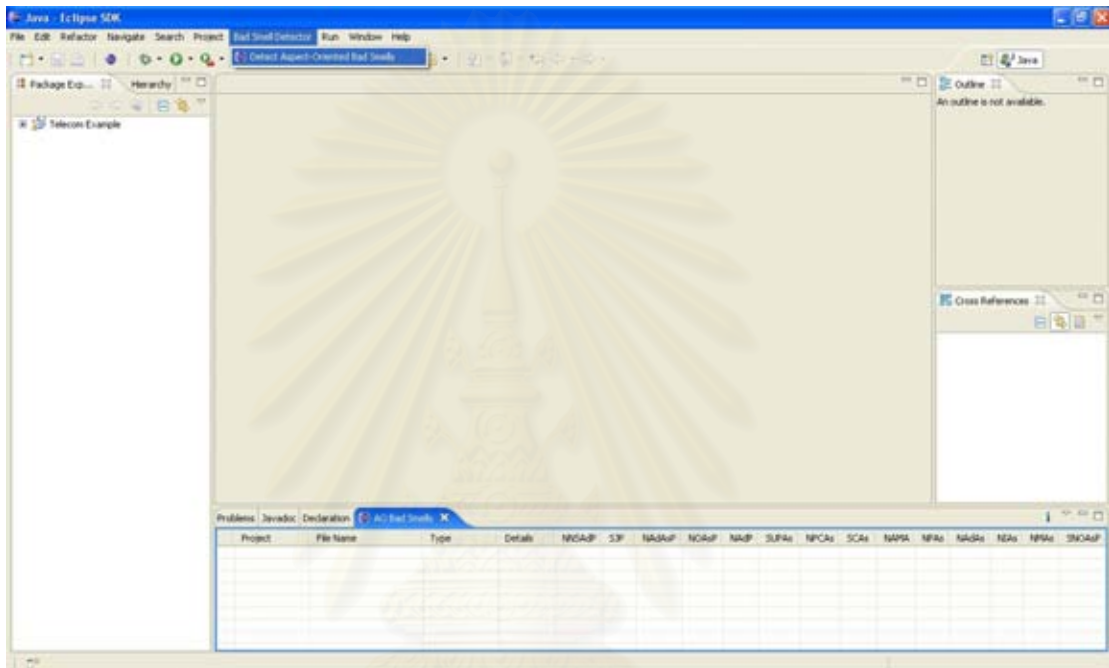 Java - Eclipse SDK
File Edit Refactor Navigate Search Project Bad Smell Detector Run Window Help
Detect Aspect-Oriented Bad Smells
Java
Package Exp... Hierarchy
Outline
An outline is not available.
Telecom Example
Cross References
Problems Javadoc Declaration AO Bad Smells
Project File Name Type Details NNSAdP SJP NAdAsP NOAsP NAdP SUPAs NPCAs SCAs NAMA NPAs NAdAs NIAs NMAs SNOAsP